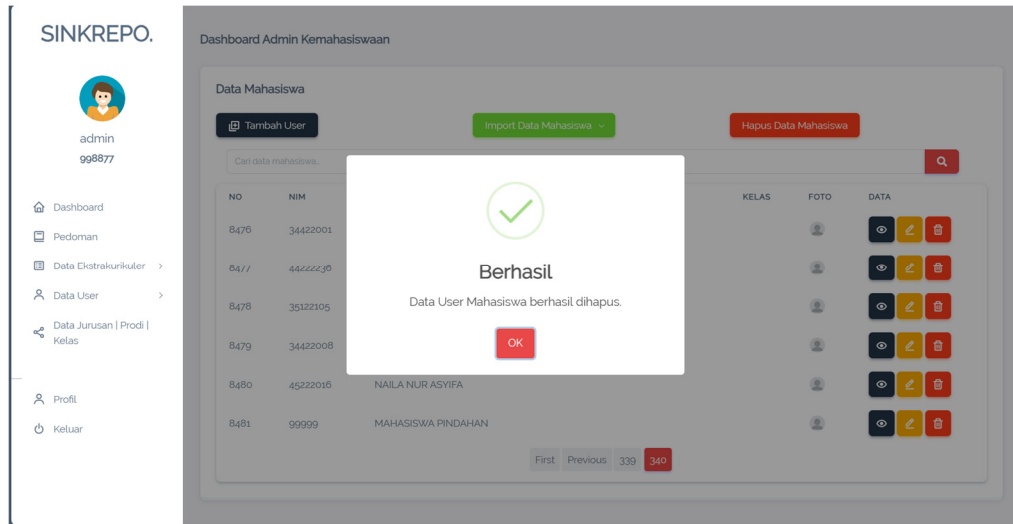 SINKREPO.
admin
998877
Dashboard
Pedoman
Data Ekstrakurikuler >
Data User >
Data Jurusan | Prodi |
Kelas
Profil
Keluar
Dashboard Admin Kemahasiswaan
Data Mahasiswa
Tambah User
Import Data Mahasiswa
Hapus Data Mahasiswa
Cari data mahasiswa..
NO NIM KELAS FOTO DATA
8476 34422001
8477 44222236
8478 35122105
8479 34422008
8480 45222016 NAILA NUR ASYIFA
8481 99999 MAHASISWA PINDAHAN
First Previous 339 340
Berhasil
Data User Mahasiswa berhasil dihapus.
OK